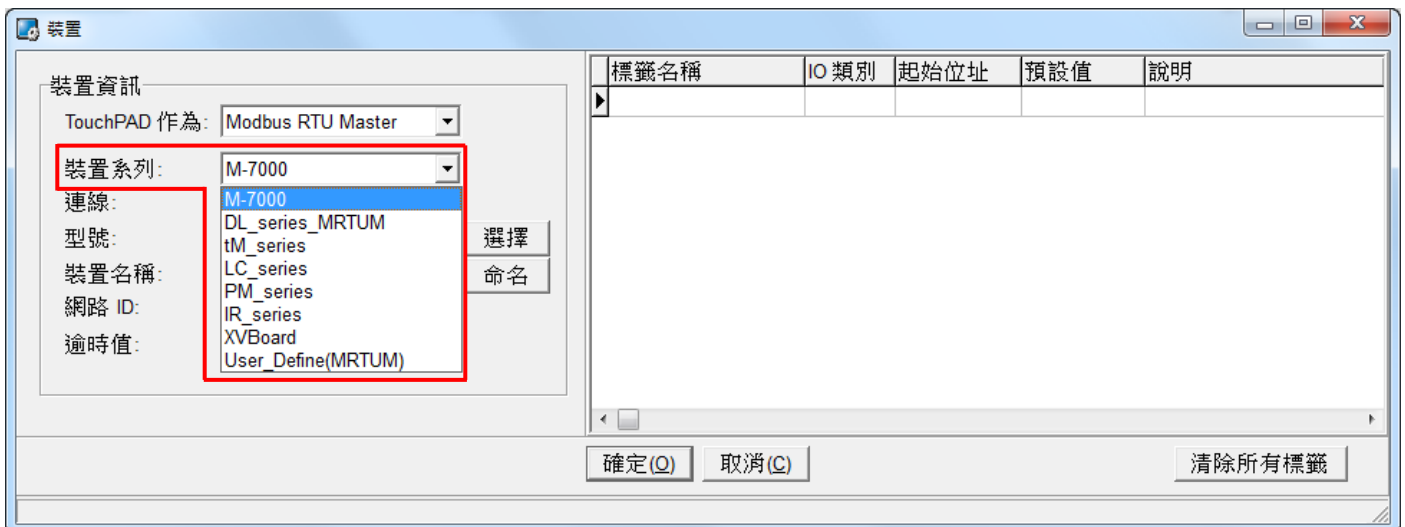 裝置
裝置資訊
TouchPAD 作為: Modbus RTU Master
裝置系列: M-7000
M-7000
DL_series_MRTUM
tM_series
LC_series
PM_series
IR_series
XVBoard
User_Define(MRTUM)
連線:
型號: 選擇
裝置名稱: 命名
網路 ID:
逾時值:
標籤名稱 IO 類別 起始位址 預設值 說明
確定(O) 取消(C) 清除所有標籤